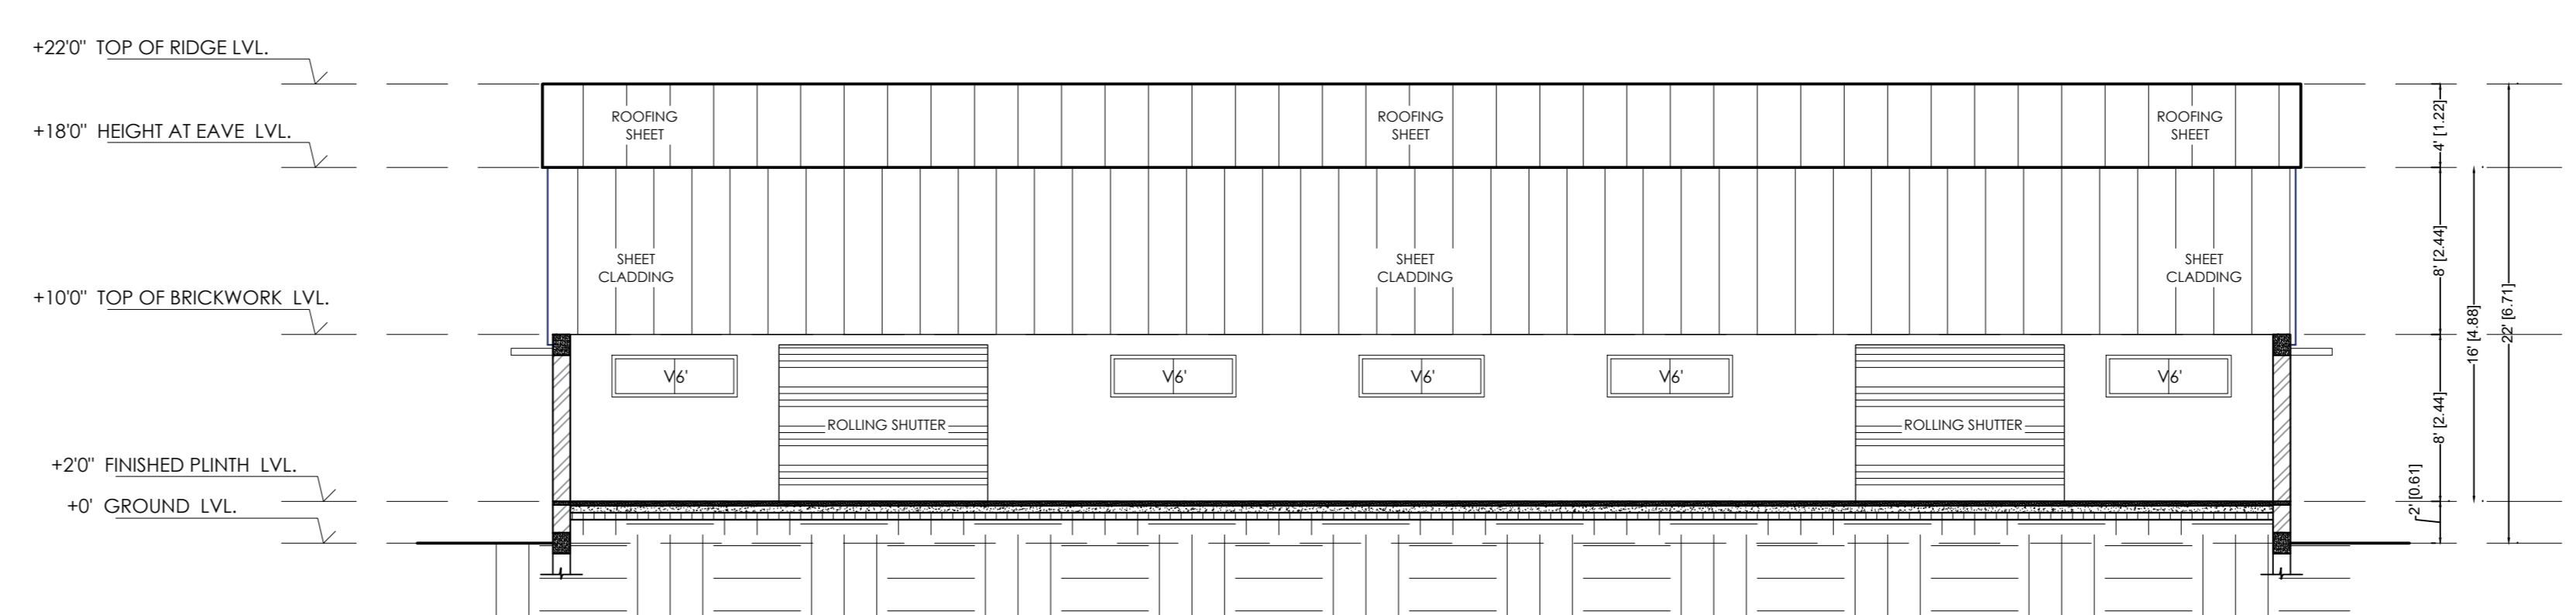 +22'0" TOP OF RIDGE LVL.
+18'0" HEIGHT AT EAVE LVL.
+10'0" TOP OF BRICKWORK LVL.
+2'0" FINISHED PLINTH LVL.
+0' GROUND LVL.
ROOFING
SHEET
ROOFING
SHEET
ROOFING
SHEET
SHEET
CLADDING
SHEET
CLADDING
SHEET
CLADDING
V6'
V6'
V6'
V6'
V6'
ROLLING SHUTTER
ROLLING SHUTTER
4' [1.22]
8' [2.44]
8' [2.44]
2' [0.61]
16' [4.88]
22' [6.71]